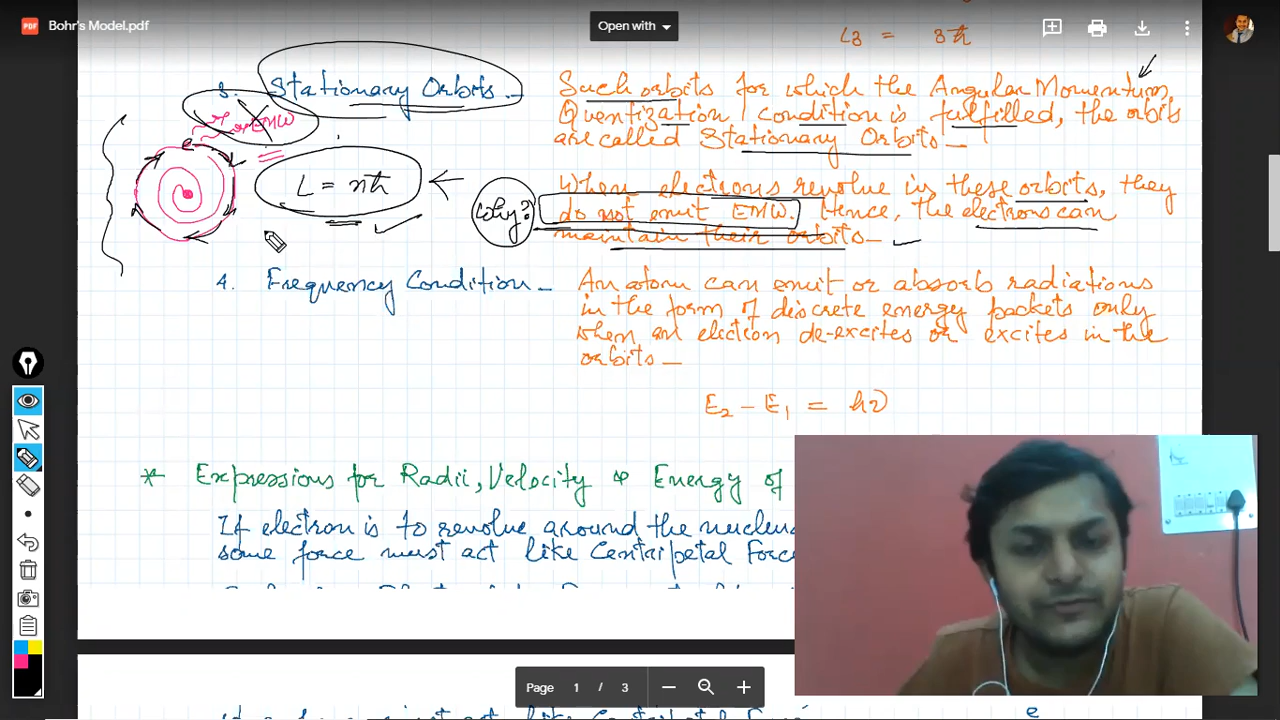 Bohr's Model.pdf
Open with
L3 = 3ħ
3. Stationary Orbits. Such orbits for which the Angular Momentum,
Quantization condition is fulfilled, the orbits
are called Stationary Orbits.
EMW
L = nħ
Why?
When electrons revolve in these orbits, they
do not emit EMW. Hence, the electrons can
maintain their orbits.
4. Frequency Condition. An atom can emit or absorb radiations
in the form of discrete energy packets only
when an electron de-excites or excites in the
orbits.
E2 - E1 = hν
* Expressions for Radii, Velocity & Energy of
If electron is to revolve around the nucleus
some force must act like Centripetal Force
Page 1 / 3
e